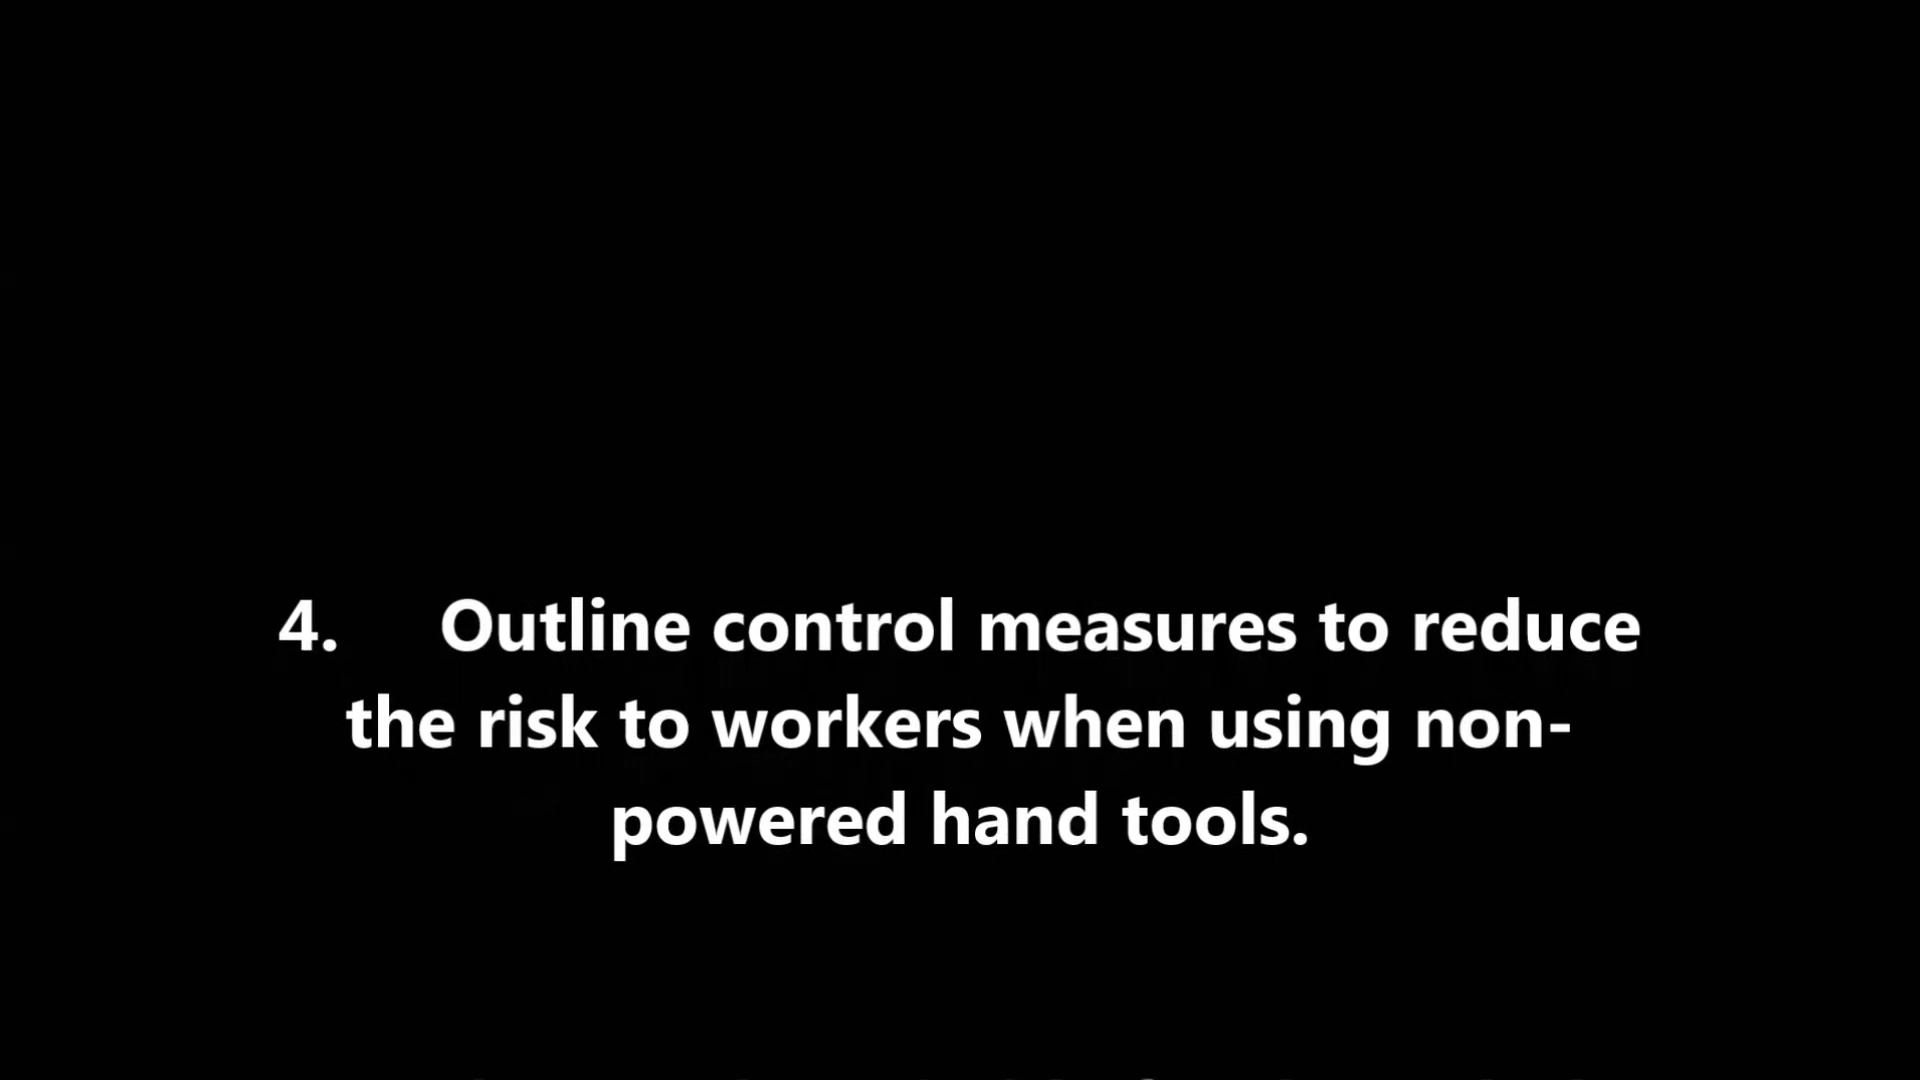 4. Outline control measures to reduce
the risk to workers when using non-
powered hand tools.